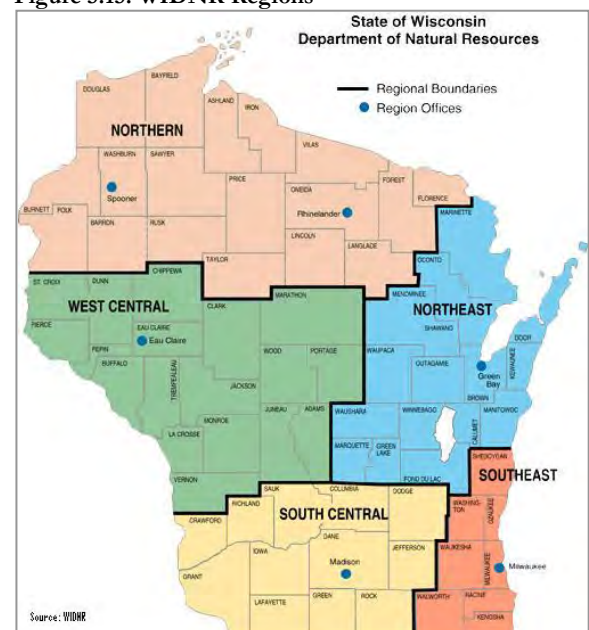 Figure 3.13: WIDNR Regions
State of Wisconsin
Department of Natural Resources
Regional Boundaries
Region Offices
BAYFIELD
DOUGLAS
ASHLAND
IRON
NORTHERN
VILAS
WASHBURN
SAWYER
PRICE
FOREST
ONEIDA
FLORENCE
Spooner
Rhinelander
BURNETT
POLK
MARINETTE
BARRON
RUSK
LINCOLN
LANGLADE
TAYLOR
OCONTO
CHIPPEWA
ST. CROIX
DUNN
MARATHON
MENOMINEE
WEST CENTRAL
CLARK
NORTHEAST
PIERCE
EAU CLAIRE
SHAWANO
Eau Claire
DOOR
PEPIN
WOOD
PORTAGE
WAUPACA
BUFFALO
OUTAGAMIE
KEWAUNEE
TREMPEALEAU
Green
Bay
JACKSON
BROWN
JUNEAU
ADAMS
WAUSHARA
WINNEBAGO
MANITOWOC
MONROE
CALUMET
LA CROSSE
MARQUETTE
GREEN
LAKE
SHEBOYGAN
VERNON
FOND DU LAC
SOUTHEAST
SAUK
COLUMBIA
DODGE
RICHLAND
WASHING-
TON
OZAUKEE
CRAWFORD
SOUTH CENTRAL
DANE
IOWA
JEFFERSON
WAUKESHA
MILWAUKEE
Madison
Milwaukee
GRANT
GREEN
ROCK
WALWORTH
RACINE
LAFAYETTE
KENOSHA
Source: WIDNR